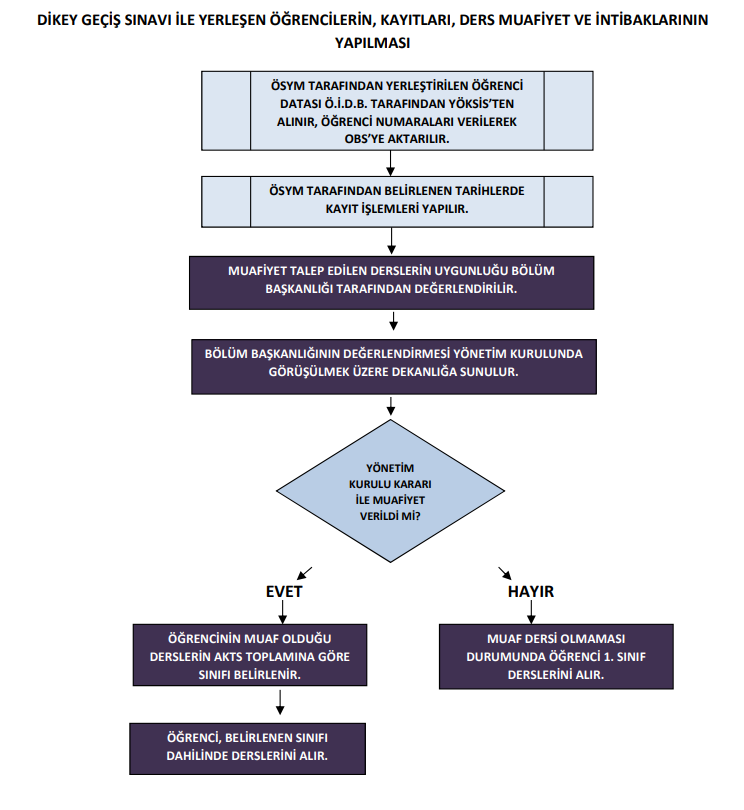 DİKEY GEÇİŞ SINAVI İLE YERLEŞEN ÖĞRENCİLERİN, KAYITLARI, DERS MUAFİYET VE İNTİBAKLARININ
YAPILMASI
ÖSYM TARAFINDAN YERLEŞTİRİLEN ÖĞRENCİ
DATASI Ö.İ.D.B. TARAFINDAN YÖKSİS'TEN
ALINIR, ÖĞRENCİ NUMARALARI VERİLEREK
OBS'YE AKTARILIR.
ÖSYM TARAFINDAN BELİRLENEN TARİHLERDE
KAYIT İŞLEMLERİ YAPILIR.
MUAFİYET TALEP EDİLEN DERSLERİN UYGUNLUĞU BÖLÜM
BAŞKANLIĞI TARAFINDAN DEĞERLENDİRİLİR.
BÖLÜM BAŞKANLIĞININ DEĞERLENDİRMESİ YÖNETİM KURULUNDA
GÖRÜŞÜLMEK ÜZERE DEKANLIĞA SUNULUR.
YÖNETİM
KURULU KARARI
İLE MUAFİYET
VERİLDİ Mİ?
EVET
HAYIR
ÖĞRENCİNİN MUAF OLDUĞU
DERSLERİN AKTS TOPLAMINA GÖRE
SINIFI BELİRLENİR.
MUAF DERSİ OLMAMASI
DURUMUNDA ÖĞRENCİ 1. SINIF
DERSLERİNİ ALIR.
ÖĞRENCİ, BELİRLENEN SINIFI
DAHİLİNDE DERSLERİNİ ALIR.